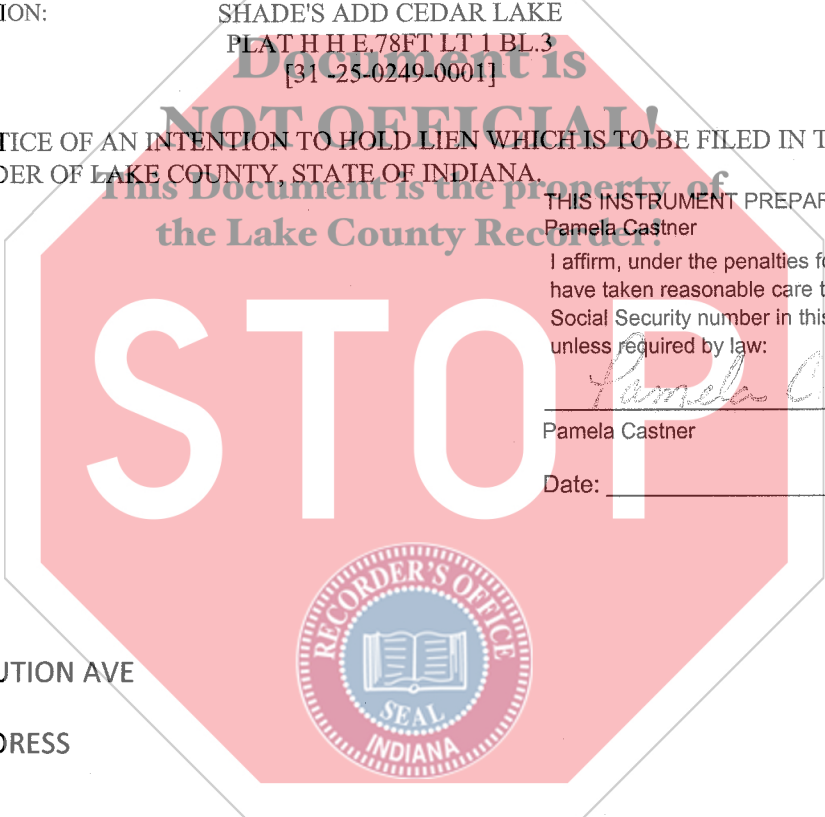 ION:
SHADE'S ADD CEDAR LAKE
PLAT H H E.78FT LT 1 BL.3
[31 -25-0249-0001]
Document is
NOT OFFICIAL!
TICE OF AN INTENTION TO HOLD LIEN WHICH IS TO BE FILED IN T
DER OF LAKE COUNTY, STATE OF INDIANA.
This Document is the property of
the Lake County Recorder!
THIS INSTRUMENT PREPAR
Pamela Castner
I affirm, under the penalties fo
have taken reasonable care t
Social Security number in this
unless required by law:
Pamela C
Pamela Castner
Date:
STOP
RECORDER'S OFFICE
SEAL
INDIANA
UTION AVE
DRESS